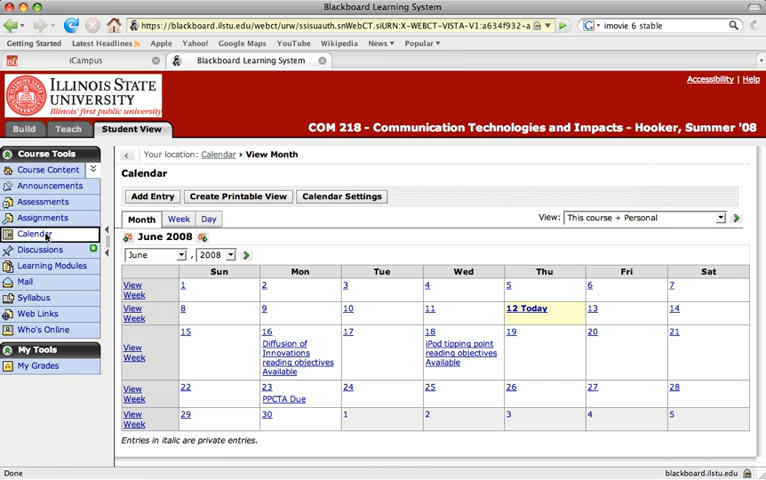 Blackboard Learning System
https://blackboard.ilstu.edu/webct/urw/ssisuauth.snWebCT.siURN:X-WEBCT-VISTA-V1:a634f932-a
imovie 6 stable
Getting Started Latest Headlines Apple Yahoo! Google Maps YouTube Wikipedia News Popular
iCampus Blackboard Learning System
Accessibility | Help
ILLINOIS STATE
UNIVERSITY
Illinois' first public university
Build Teach Student View
COM 218 - Communication Technologies and Impacts - Hooker, Summer '08
Course Tools
Course Content
Announcements
Assessments
Assignments
Calendar
Discussions
Learning Modules
Mail
Syllabus
Web Links
Who's Online
My Tools
My Grades
Your location: Calendar › View Month
Calendar
Add Entry Create Printable View Calendar Settings
Month Week Day
View: This course + Personal
June 2008
June , 2008
Sun Mon Tue Wed Thu Fri Sat
View Week 1 2 3 4 5 6 7
View Week 8 9 10 11 12 Today 13 14
View Week 15 16 17 18 19 20 21
Diffusion of
Innovations
reading objectives
Available
iPod tipping point
reading objectives
Available
View Week 22 23 24 25 26 27 28
PPCTA Due
View Week 29 30 1 2 3 4 5
Entries in italic are private entries.
Done
blackboard.ilstu.edu